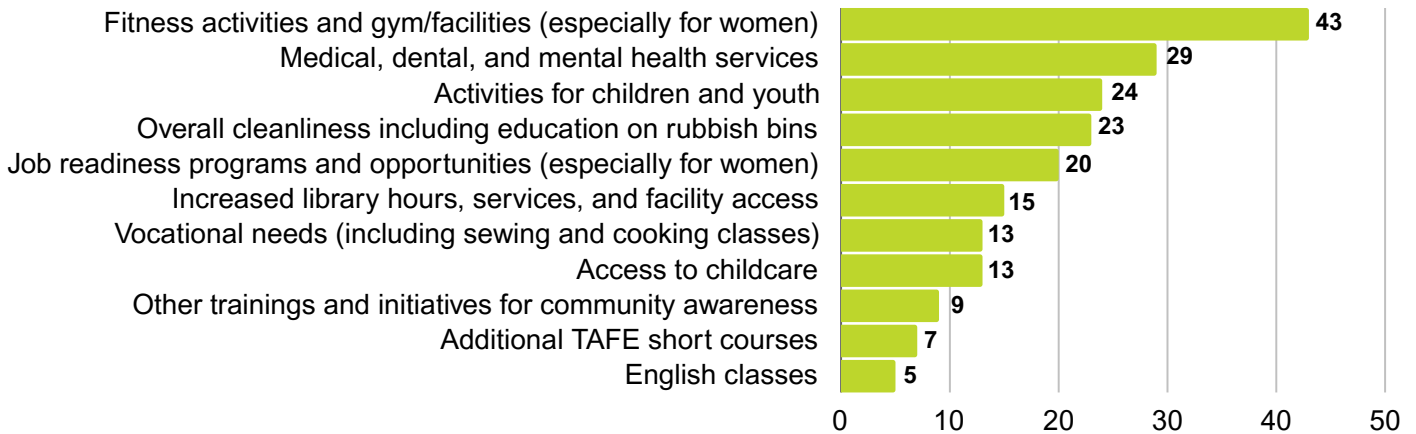 Fitness activities and gym/facilities (especially for women) 43
Medical, dental, and mental health services 29
Activities for children and youth 24
Overall cleanliness including education on rubbish bins 23
Job readiness programs and opportunities (especially for women) 20
Increased library hours, services, and facility access 15
Vocational needs (including sewing and cooking classes) 13
Access to childcare 13
Other trainings and initiatives for community awareness 9
Additional TAFE short courses 7
English classes 5
0 10 20 30 40 50